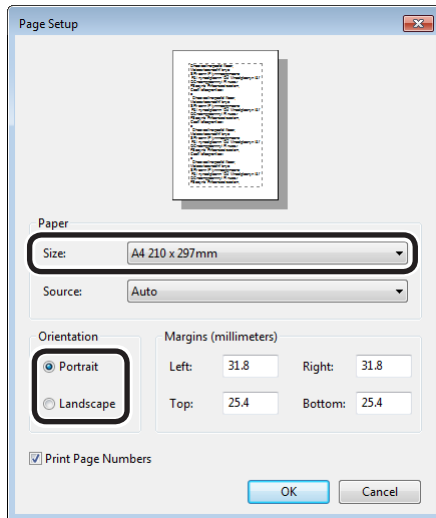 Page Setup
Paper
Size: A4 210 x 297mm
Source: Auto
Orientation
Portrait
Landscape
Margins (millimeters)
Left: 31.8 Right: 31.8
Top: 25.4 Bottom: 25.4
Print Page Numbers
OK Cancel